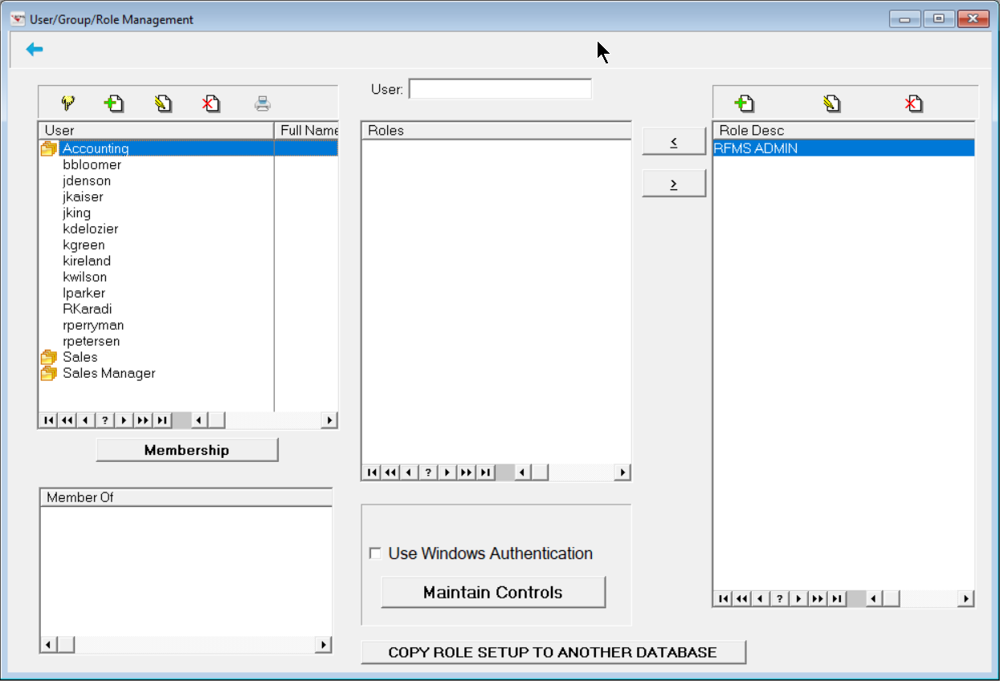 User/Group/Role Management
User:
User Full Name
Accounting
bbloomer
jdenson
jkaiser
jking
kdelozier
kgreen
kireland
kwilson
lparker
RKaradi
rperryman
rpetersen
Sales
Sales Manager
?
Membership
Member Of
Roles
?
Use Windows Authentication
Maintain Controls
COPY ROLE SETUP TO ANOTHER DATABASE
<
>
Role Desc
RFMS ADMIN
?